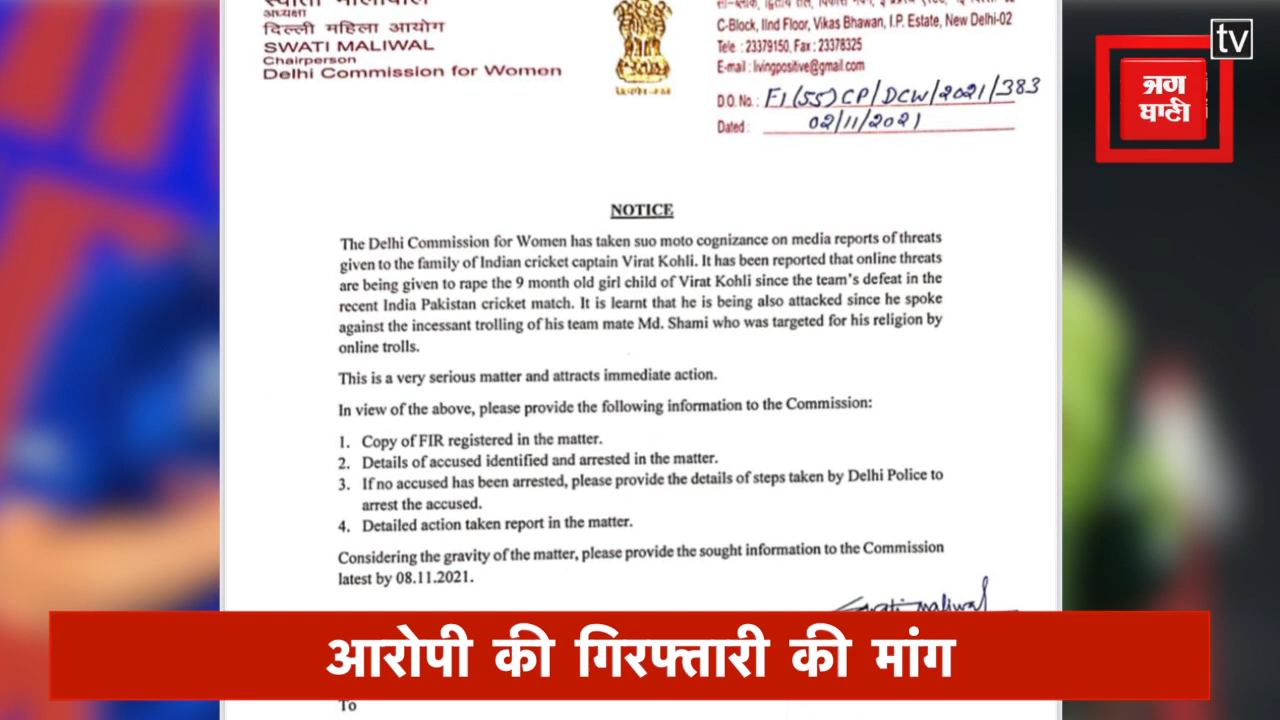 स्वाति मालीवाल
अध्यक्षा
दिल्ली महिला आयोग
SWATI MALIWAL
Chairperson
Delhi Commission for Women
C-Block, IInd Floor, Vikas Bhawan, I.P. Estate, New Delhi-02
Tele : 23379150, Fax : 23378325
E-mail : livingpositive@gmail.com
D.O. No.: F1(55)CP/DCW/2021/383
Dated : 02/11/2021
tv
NOTICE
The Delhi Commission for Women has taken suo moto cognizance on media reports of threats
given to the family of Indian cricket captain Virat Kohli. It has been reported that online threats
are being given to rape the 9 month old girl child of Virat Kohli since the team's defeat in the
recent India Pakistan cricket match. It is learnt that he is being also attacked since he spoke
against the incessant trolling of his team mate Md. Shami who was targeted for his religion by
online trolls.
This is a very serious matter and attracts immediate action.
In view of the above, please provide the following information to the Commission:
1. Copy of FIR registered in the matter.
2. Details of accused identified and arrested in the matter.
3. If no accused has been arrested, please provide the details of steps taken by Delhi Police to
arrest the accused.
4. Detailed action taken report in the matter.
Considering the gravity of the matter, please provide the sought information to the Commission
latest by 08.11.2021.
Swati Maliwal
आरोपी की गिरफ्तारी की मांग
To